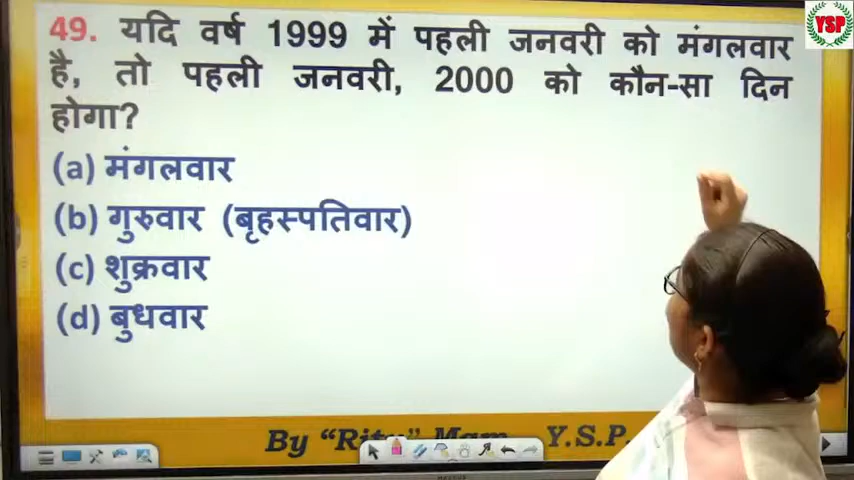 YSP
49. यदि वर्ष 1999 में पहली जनवरी को मंगलवार
है, तो पहली जनवरी, 2000 को कौन-सा दिन
होगा?
(a) मंगलवार
(b) गुरुवार (बृहस्पतिवार)
(c) शुक्रवार
(d) बुधवार
By Y.S.P.